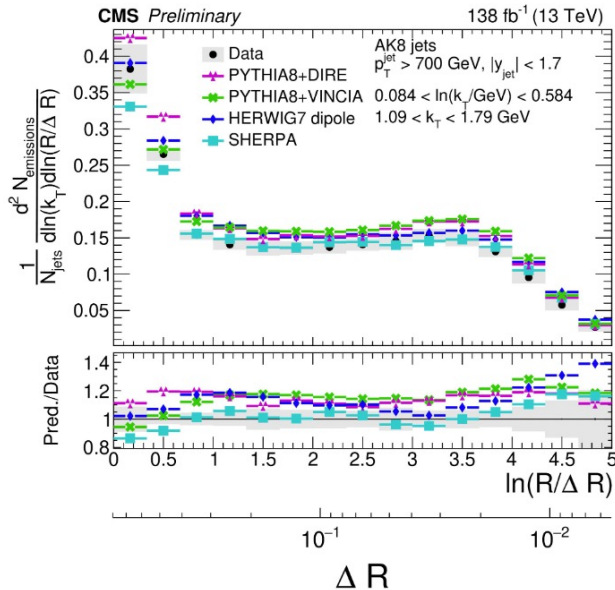 CMS Preliminary 138 fb⁻¹ (13 TeV)
Data
PYTHIA8+DIRE
PYTHIA8+VINCIA
HERWIG7 dipole
SHERPA
AK8 jets
p_T^jet > 700 GeV, |y_jet| < 1.7
0.084 < ln(k_T/GeV) < 0.584
1.09 < k_T < 1.79 GeV
1/N_jets d² N_emissions / dln(k_T)dln(R/Δ R)
0.4
0.35
0.3
0.25
0.2
0.15
0.1
0.05
Pred./Data
1.4
1.2
1
0.8
0 0.5 1 1.5 2 2.5 3 3.5 4 4.5 5
ln(R/Δ R)
10⁻¹ 10⁻²
Δ R